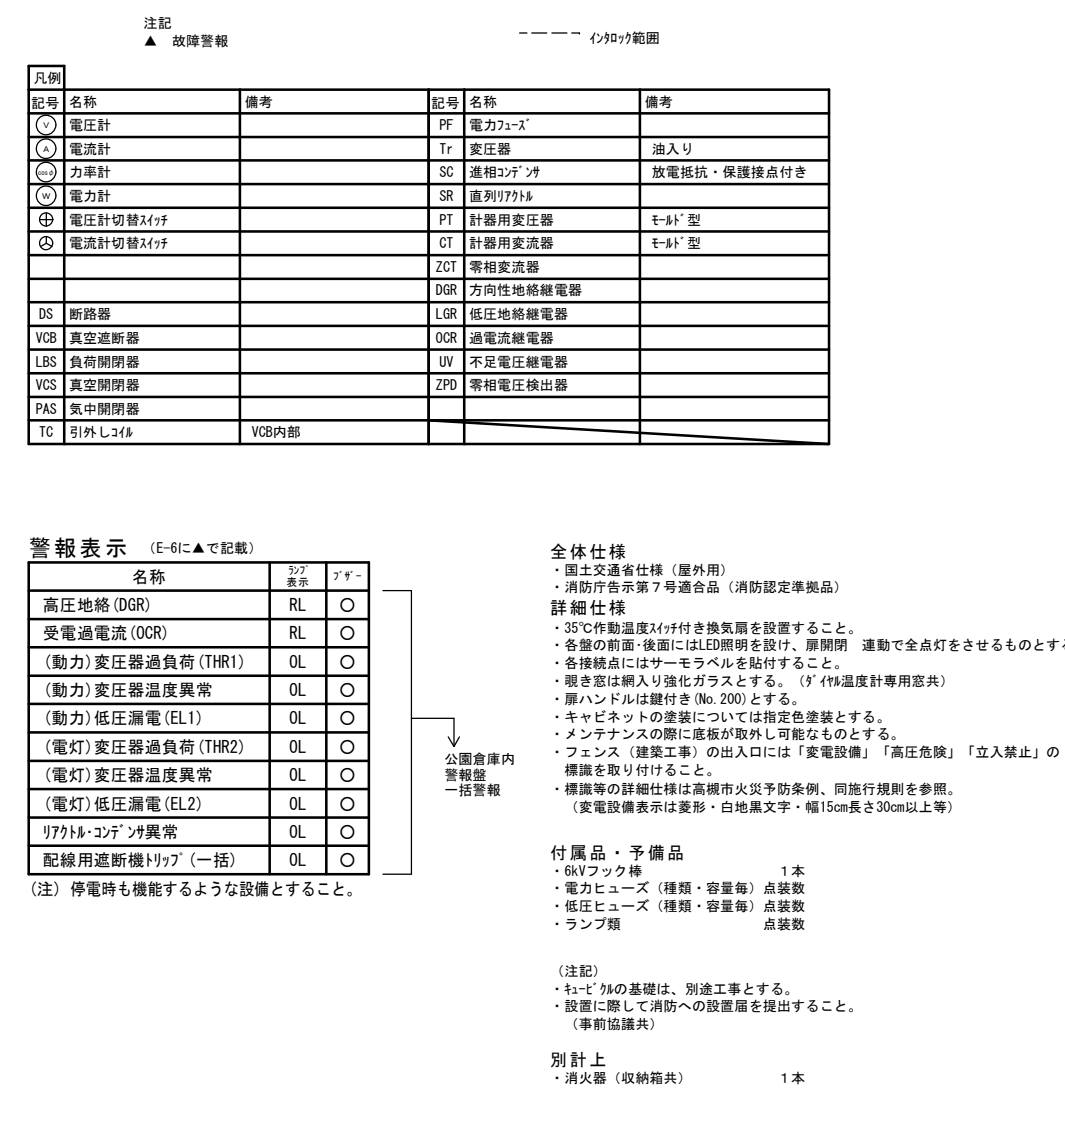 注記
▲　故障警報
インタロック範囲
凡例
記号 名称 備考 記号 名称 備考
V 電圧計 PF 電力ﾌｭｰｽﾞ
A 電流計 Tr 変圧器 油入り
cosφ 力率計 SC 進相ｺﾝﾃﾞﾝｻ 放電抵抗・保護接点付き
W 電力計 SR 直列ﾘｱｸﾄﾙ
電圧計切替ｽｲｯﾁ PT 計器用変圧器 ﾓｰﾙﾄﾞ型
電流計切替ｽｲｯﾁ CT 計器用変流器 ﾓｰﾙﾄﾞ型
ZCT 零相変流器
DGR 方向性地絡継電器
DS 断路器 LGR 低圧地絡継電器
VCB 真空遮断器 OCR 過電流継電器
LBS 負荷開閉器 UV 不足電圧継電器
VCS 真空開閉器 ZPD 零相電圧検出器
PAS 気中開閉器
TC 引外しｺｲﾙ VCB内部
警報表示　（E-6に▲で記載）
名称 ﾗﾝﾌﾟ表示 ﾌﾞｻﾞｰ
高圧地絡(DGR) RL ○
受電過電流(OCR) RL ○
(動力)変圧器過負荷(THR1) OL ○
(動力)変圧器温度異常 OL ○
(動力)低圧漏電(EL1) OL ○
(電灯)変圧器過負荷(THR2) OL ○
(電灯)変圧器温度異常 OL ○
(電灯)低圧漏電(EL2) OL ○
ﾘｱｸﾄﾙ･ｺﾝﾃﾞﾝｻ異常 OL ○
配線用遮断機ﾄﾘｯﾌﾟ(一括) OL ○
(注) 停電時も機能するような設備とすること。
公園倉庫内
警報盤
一括警報
全体仕様
・国土交通省仕様（屋外用）
・消防庁告示第７号適合品（消防認定準拠品）
詳細仕様
・35℃作動温度ｽｲｯﾁ付き換気扇を設置すること。
・各盤の前面･後面にはLED照明を設け、扉開閉　連動で全点灯をさせるものとす
・各接続点にはサーモラベルを貼付すること。
・覗き窓は網入り強化ガラスとする。（ﾀﾞｲﾔﾙ温度計専用窓共）
・扉ハンドルは鍵付き(No.200)とする。
・キャビネットの塗装については指定色塗装とする。
・メンテナンスの際に底板が取外し可能なものとする。
・フェンス（建築工事）の出入口には「変電設備」「高圧危険」「立入禁止」の
標識を取り付けること。
・標識等の詳細仕様は高槻市火災予防条例、同施行規則を参照。
（変電設備表示は菱形・白地黒文字・幅15cm長さ30cm以上等）
付属品・予備品
・6kVフック棒 １本
・電力ヒューズ（種類・容量毎）点装数
・低圧ヒューズ（種類・容量毎）点装数
・ランプ類 点装数
（注記）
・ｷｭｰﾋﾞｸﾙの基礎は、別途工事とする。
・設置に際して消防への設置届を提出すること。
（事前協議共）
別計上
・消火器（収納箱共） １本